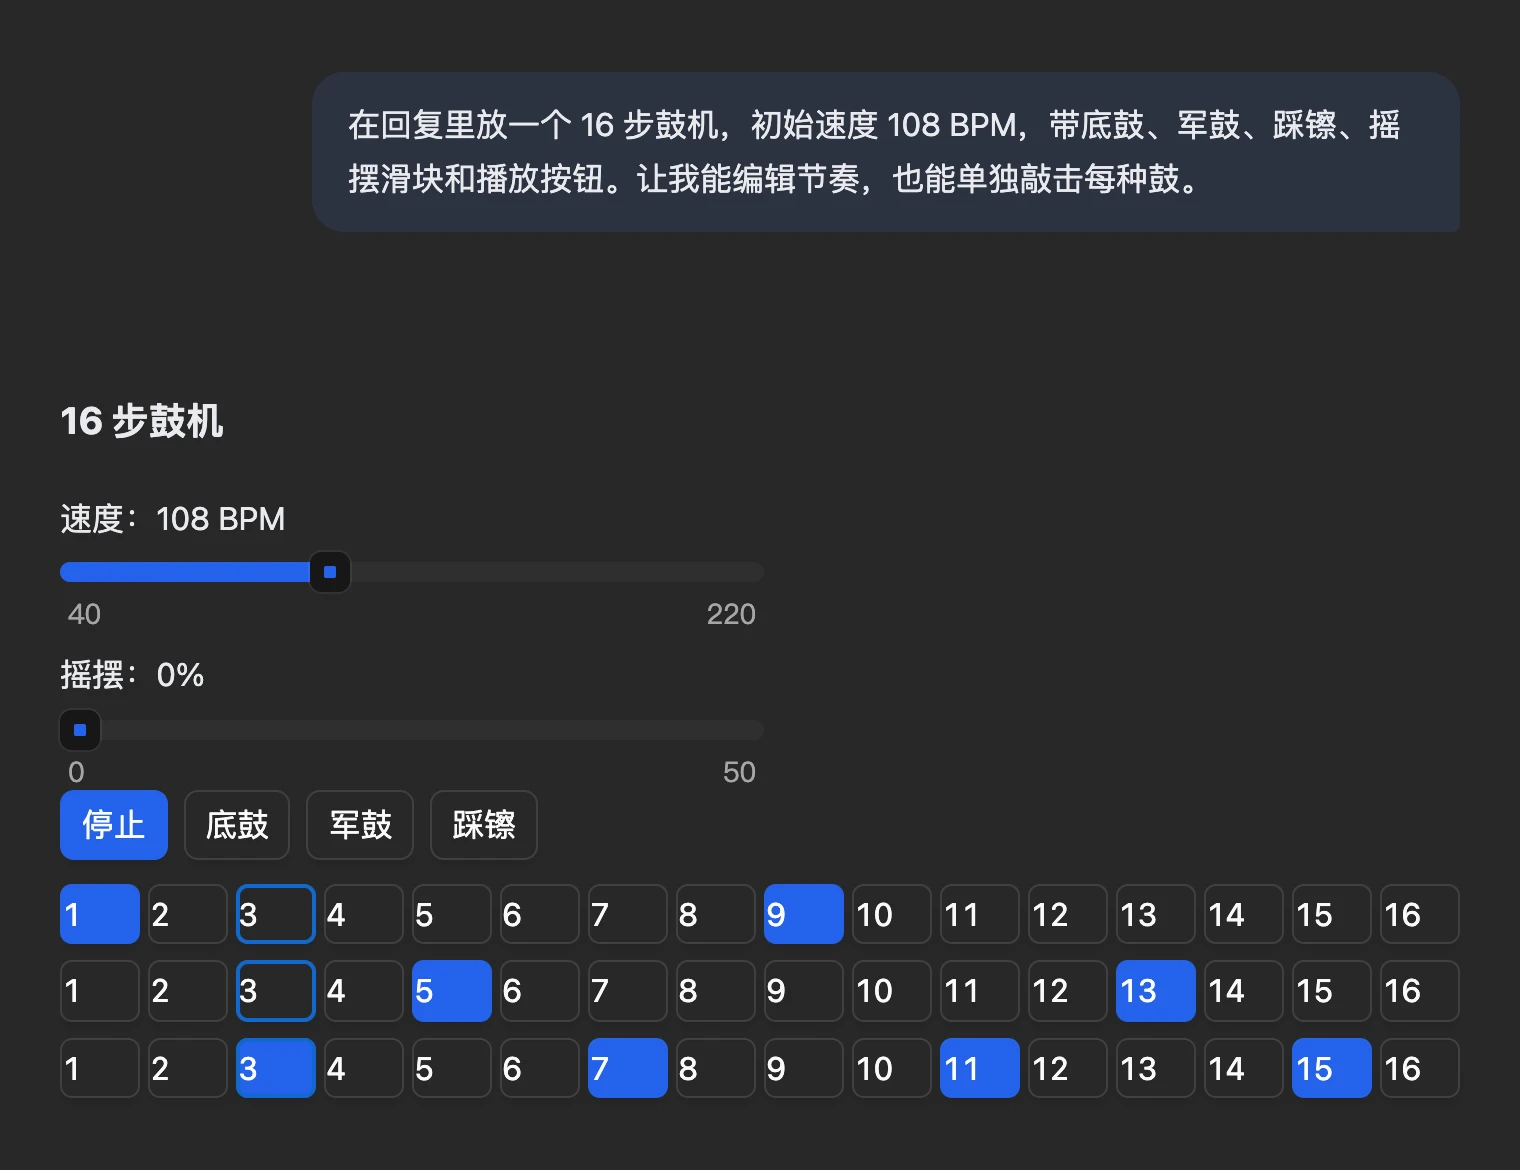 在回复里放一个 16 步鼓机，初始速度 108 BPM，带底鼓、军鼓、踩镲、摇
摆滑块和播放按钮。让我能编辑节奏，也能单独敲击每种鼓。
16 步鼓机
速度：108 BPM
40 220
摇摆：0%
0 50
停止 底鼓 军鼓 踩镲
1 2 3 4 5 6 7 8 9 10 11 12 13 14 15 16
1 2 3 4 5 6 7 8 9 10 11 12 13 14 15 16
1 2 3 4 5 6 7 8 9 10 11 12 13 14 15 16